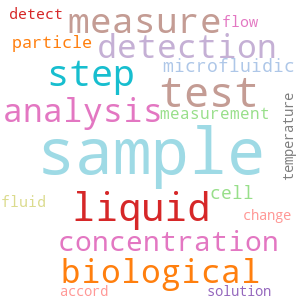 detect measure flow
particle detection
step microfluidic
analysis test
measurement
sample
temperature
fluid liquid cell
change
concentration
biological
accord solution